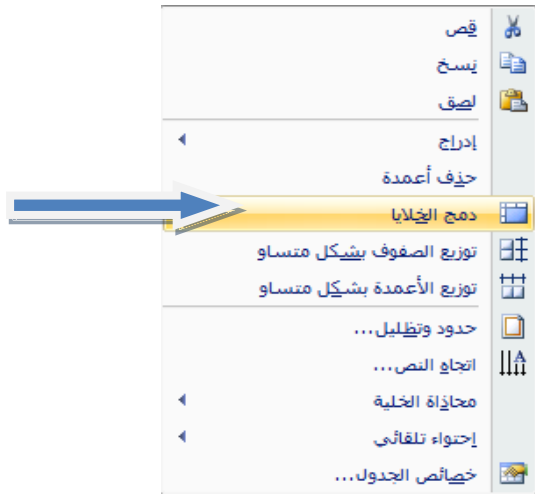 قص
نسخ
لصق
إدراج
حذف أعمدة
دمج الخلايا
توزيع الصفوف بشكل متساو
توزيع الأعمدة بشكل متساو
حدود وتظليل...
اتجاه النص...
محاذاة الخلية
إحتواء تلقائي
خصائص الجدول...